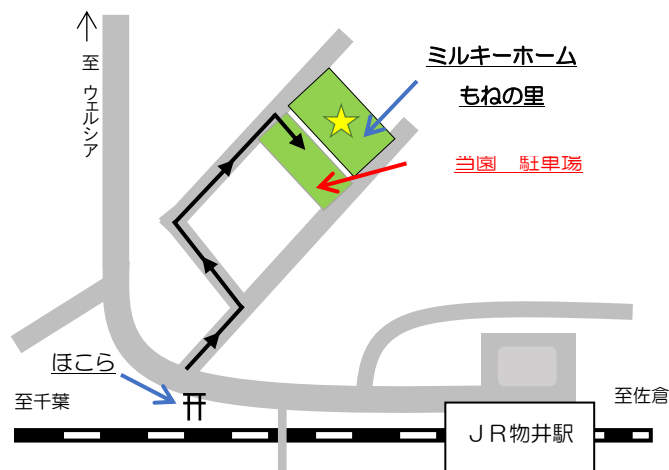 至 ウェルシア
ミルキーホーム
もねの里
当園 駐車場
ほこら
至千葉
至佐倉
ＪＲ物井駅